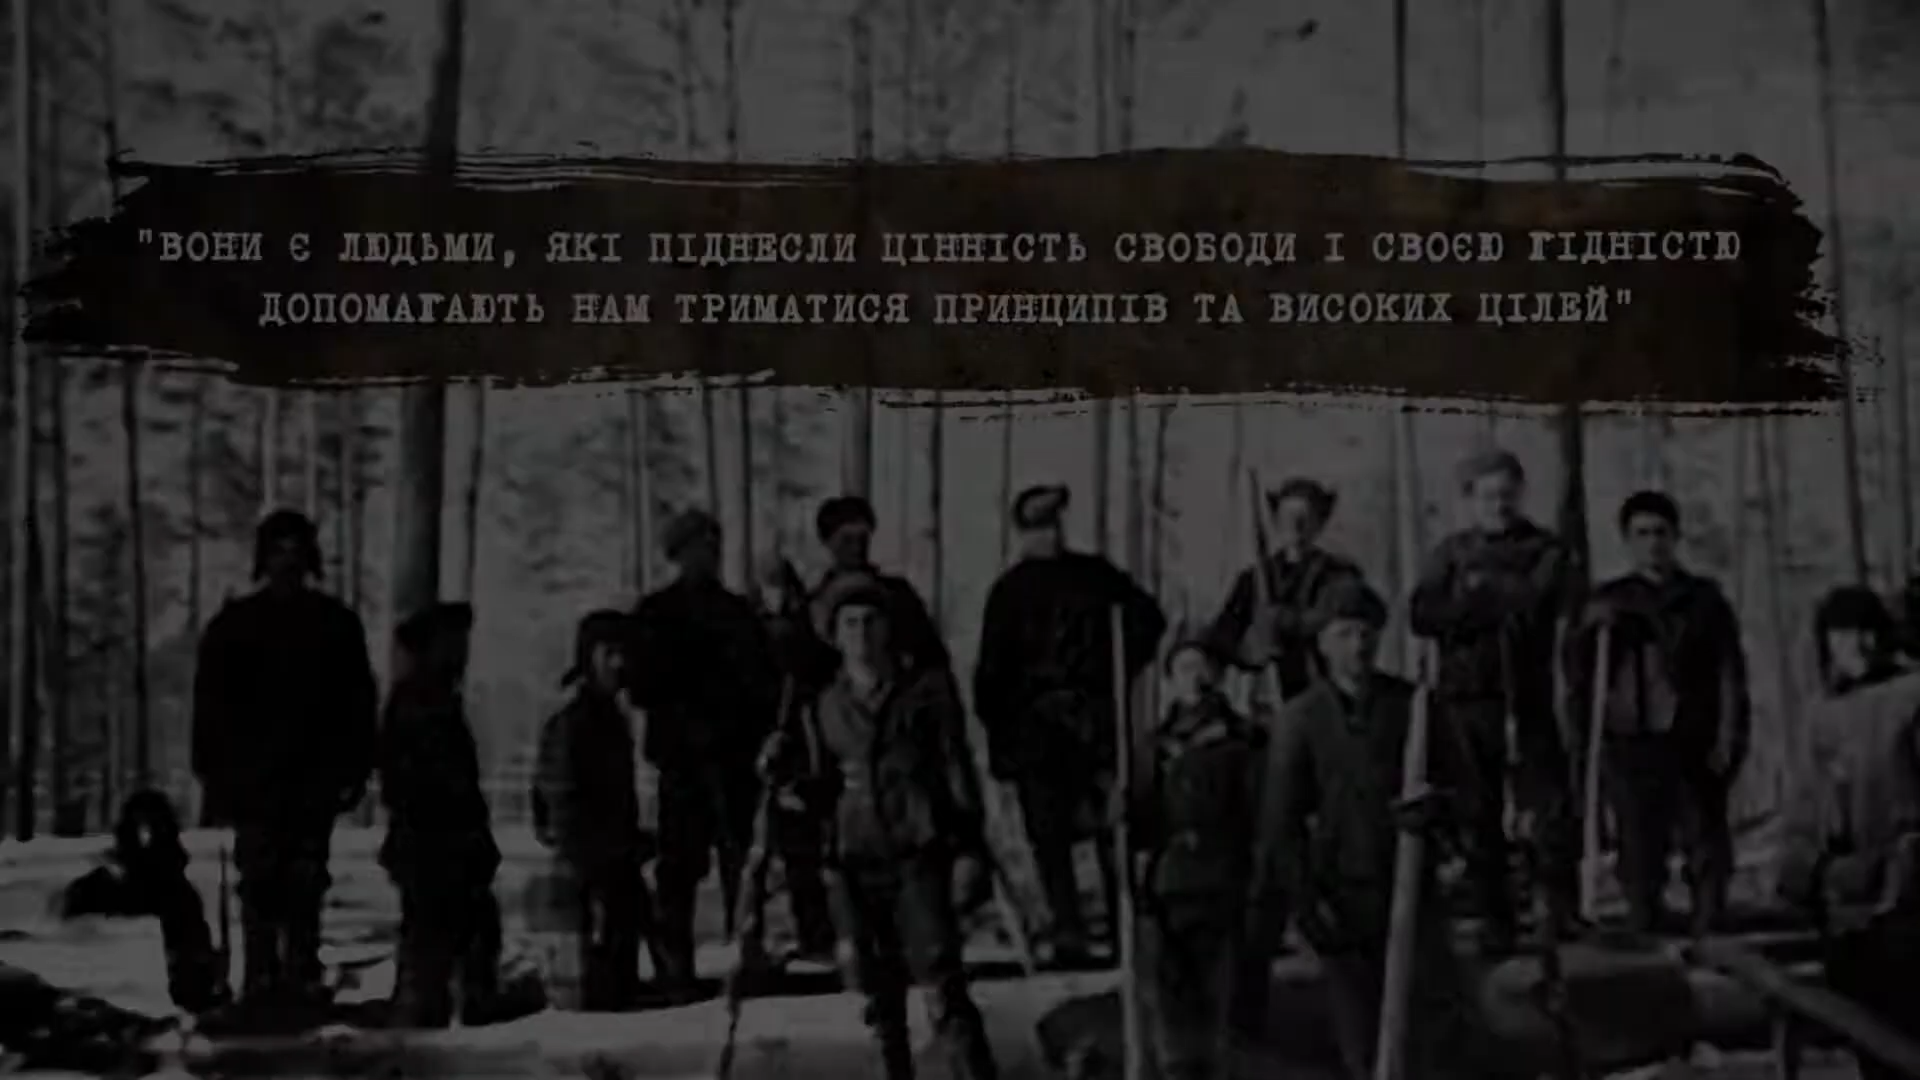 "ВОНИ Є ЛЮДЬМИ, ЯКІ ПІДНЕСЛИ ЦІННІСТЬ СВОБОДИ І СВОЄЮ ГІДНІСТЮ
ДОПОМАГАЮТЬ НАМ ТРИМАТИСЯ ПРИНЦИПІВ ТА ВИСОКИХ ЦІЛЕЙ"